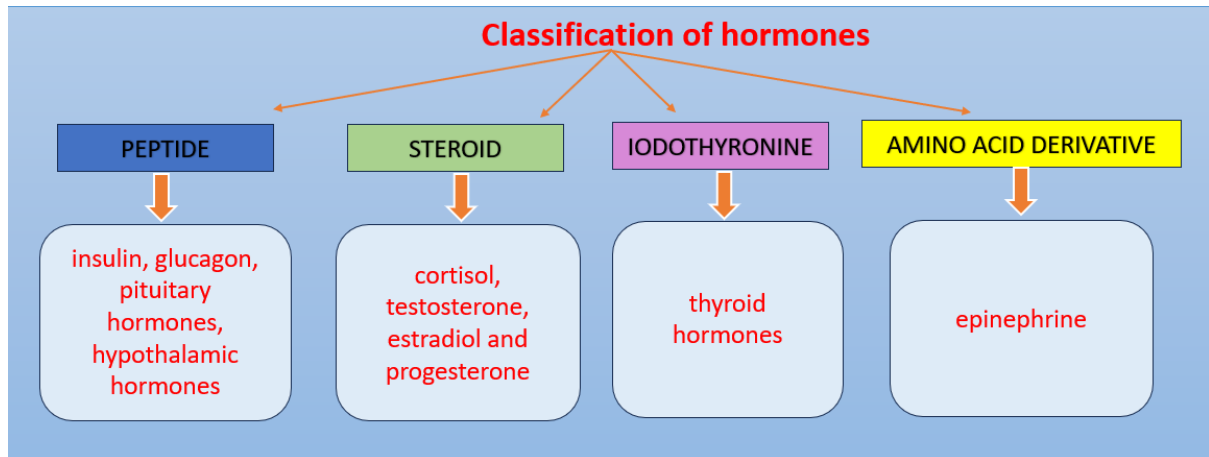 Classification of hormones
PEPTIDE
STEROID
IODOTHYRONINE
AMINO ACID DERIVATIVE
insulin, glucagon,
pituitary
hormones,
hypothalamic
hormones
cortisol,
testosterone,
estradiol and
progesterone
thyroid
hormones
epinephrine